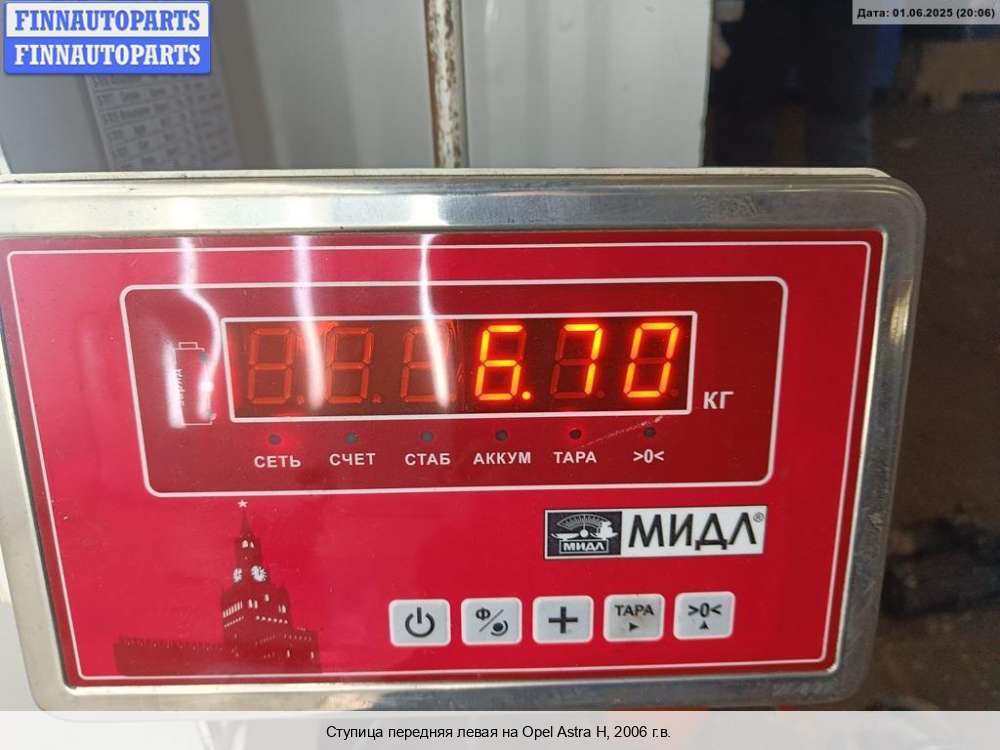 FINNAUTOPARTS
FINNAUTOPARTS
Дата: 01.06.2025 (20:06)
6.70
КГ
СЕТЬ СЧЕТ СТАБ АККУМ ТАРА >0<
МИДЛ
МИДЛ®
Ф/ + ТАРА >0<
Ступица передняя левая на Opel Astra H, 2006 г.в.